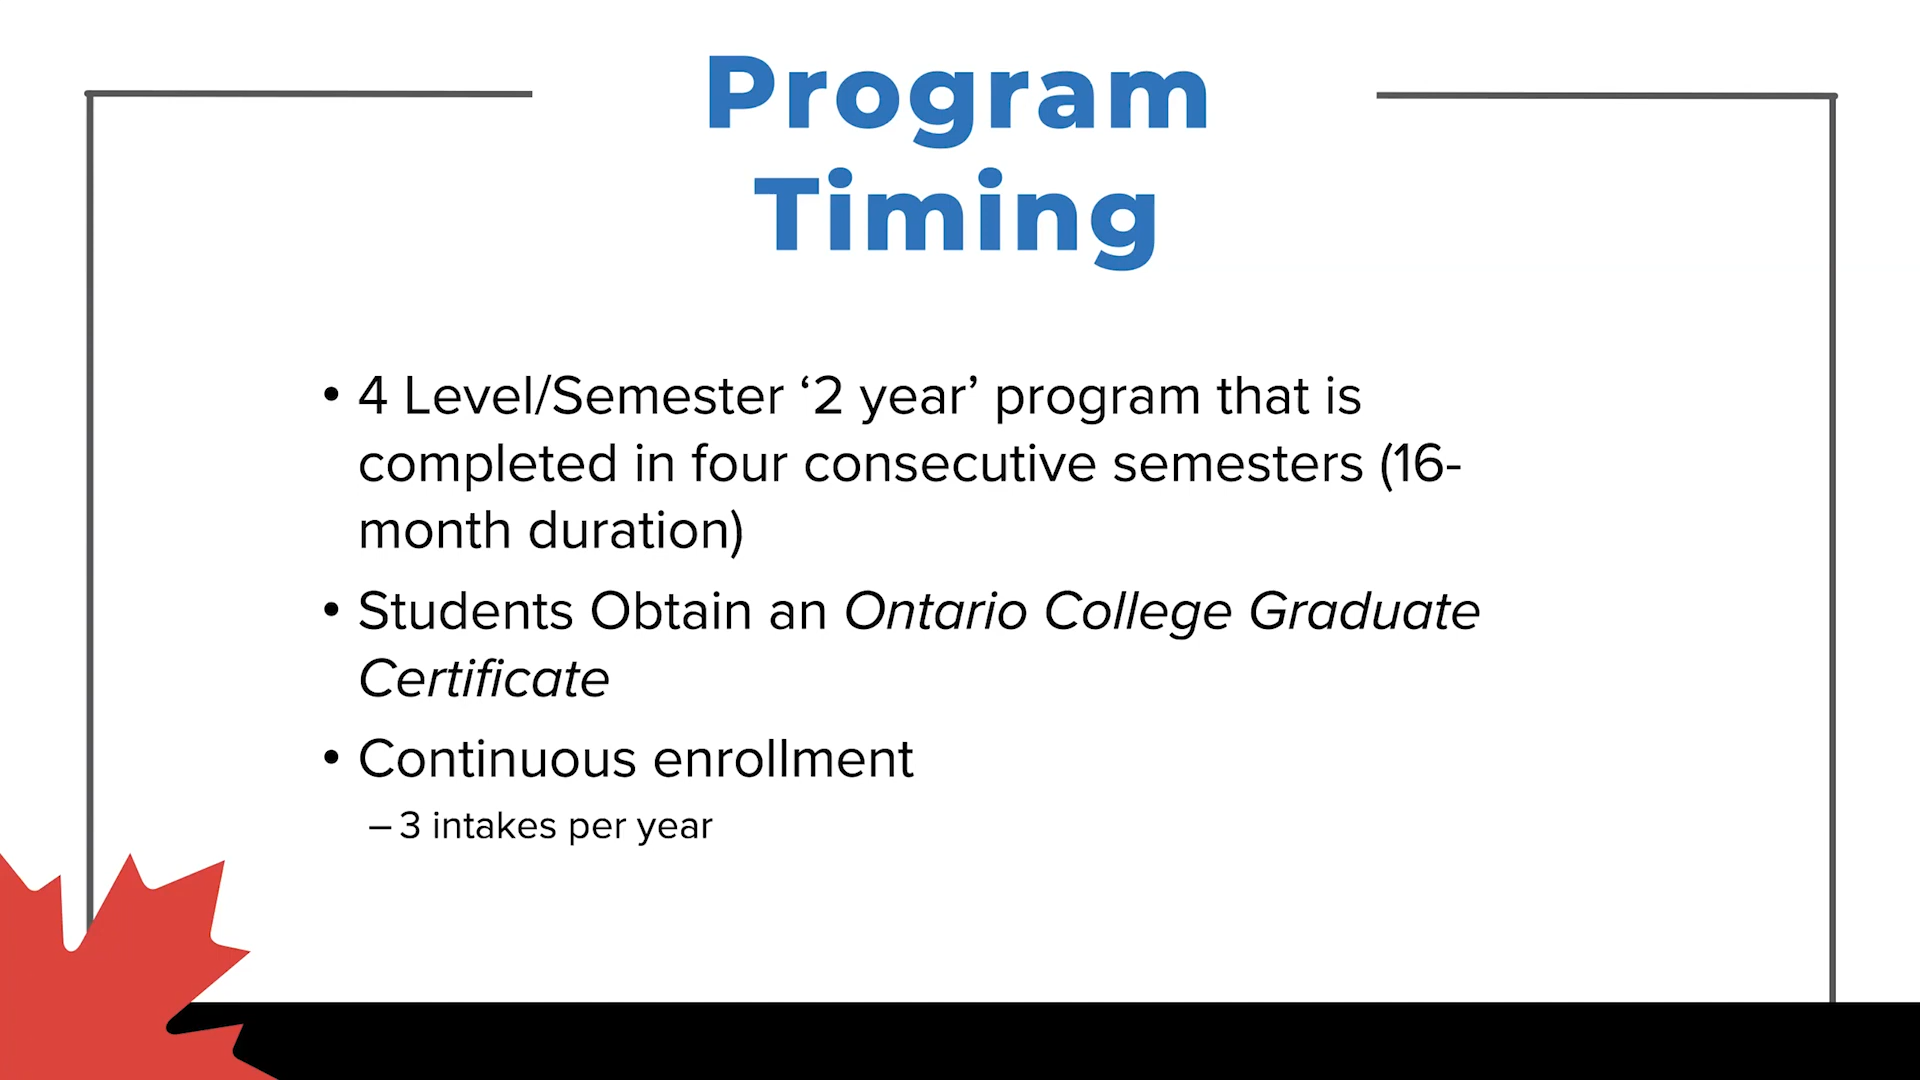 Program
Timing
• 4 Level/Semester ‘2 year’ program that is
completed in four consecutive semesters (16-
month duration)
• Students Obtain an Ontario College Graduate
Certificate
• Continuous enrollment
– 3 intakes per year